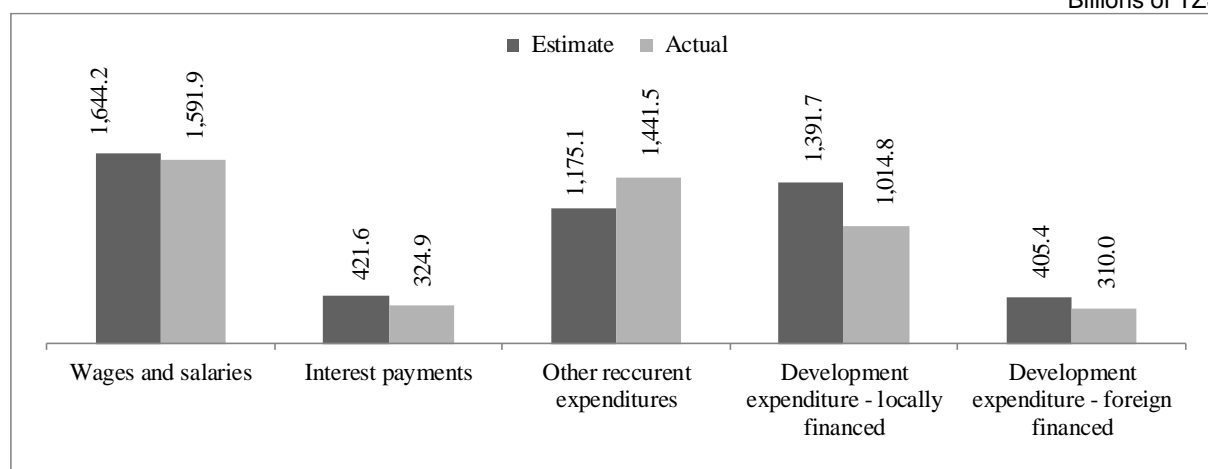 Billions of
Estimate Actual
1,644.2
1,591.9
421.6
324.9
1,175.1
1,441.5
1,391.7
1,014.8
405.4
310.0
Wages and salaries
Interest payments
Other reccurent
expenditures
Development
expenditure - locally
financed
Development
expenditure - foreign
financed